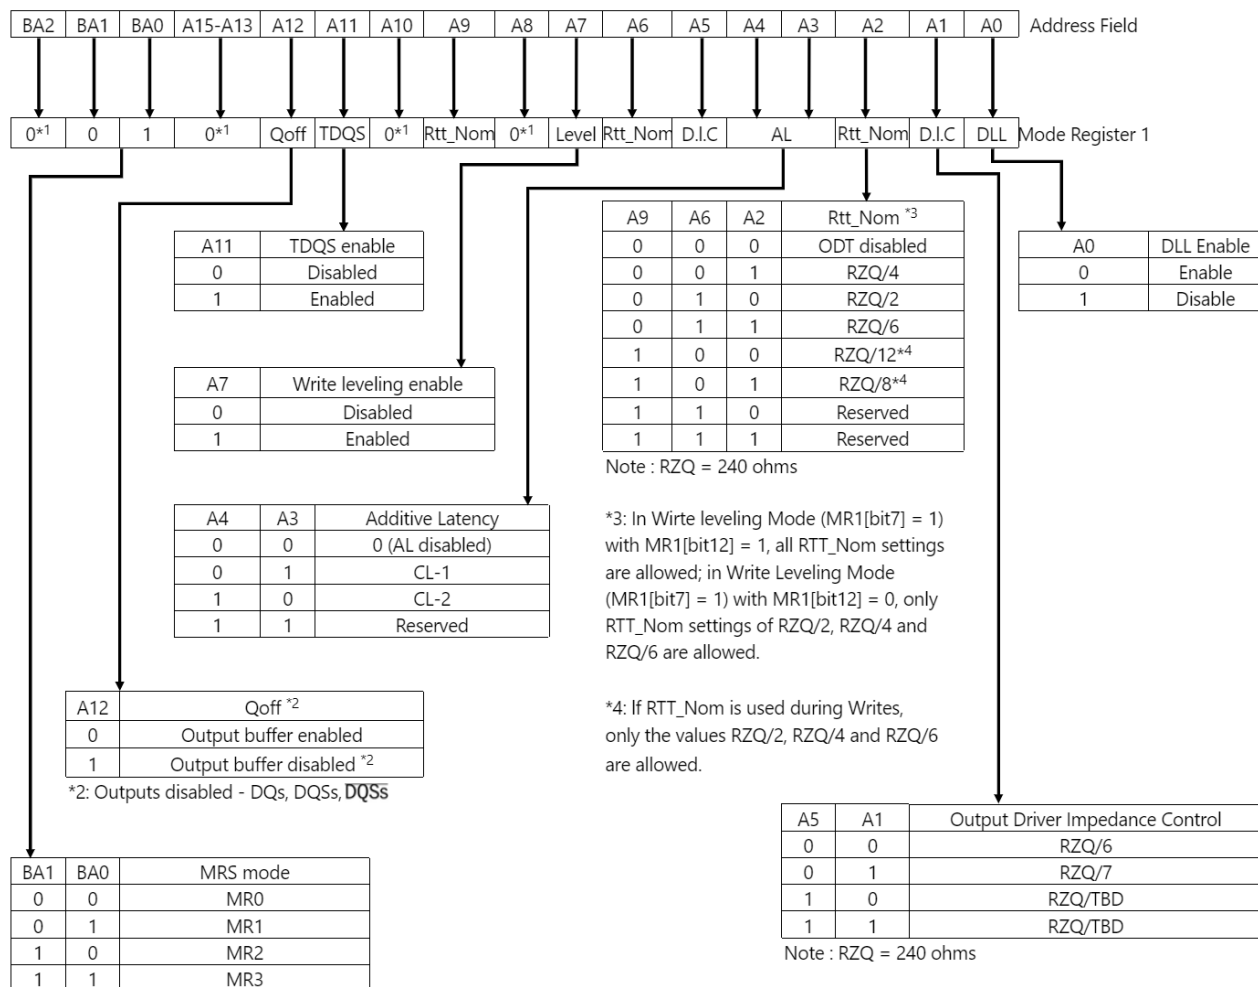 BA2 BA1 BA0 A15-A13 A12 A11 A10 A9 A8 A7 A6 A5 A4 A3 A2 A1 A0 Address Field
0*1 0 1 0*1 Qoff TDQS 0*1 Rtt_Nom 0*1 Level Rtt_Nom D.I.C AL Rtt_Nom D.I.C DLL Mode Register 1
A11 TDQS enable
0 Disabled
1 Enabled
A7 Write leveling enable
0 Disabled
1 Enabled
A4 A3 Additive Latency
0 0 0 (AL disabled)
0 1 CL-1
1 0 CL-2
1 1 Reserved
A12 Qoff *2
0 Output buffer enabled
1 Output buffer disabled *2
*2: Outputs disabled - DQs, DQSs, DQSs
BA1 BA0 MRS mode
0 0 MR0
0 1 MR1
1 0 MR2
1 1 MR3
A9 A6 A2 Rtt_Nom *3
0 0 0 ODT disabled
0 0 1 RZQ/4
0 1 0 RZQ/2
0 1 1 RZQ/6
1 0 0 RZQ/12*4
1 0 1 RZQ/8*4
1 1 0 Reserved
1 1 1 Reserved
Note : RZQ = 240 ohms
*3: In Wirte leveling Mode (MR1[bit7] = 1)
with MR1[bit12] = 1, all RTT_Nom settings
are allowed; in Write Leveling Mode
(MR1[bit7] = 1) with MR1[bit12] = 0, only
RTT_Nom settings of RZQ/2, RZQ/4 and
RZQ/6 are allowed.
*4: If RTT_Nom is used during Writes,
only the values RZQ/2, RZQ/4 and RZQ/6
are allowed.
A0 DLL Enable
0 Enable
1 Disable
A5 A1 Output Driver Impedance Control
0 0 RZQ/6
0 1 RZQ/7
1 0 RZQ/TBD
1 1 RZQ/TBD
Note : RZQ = 240 ohms